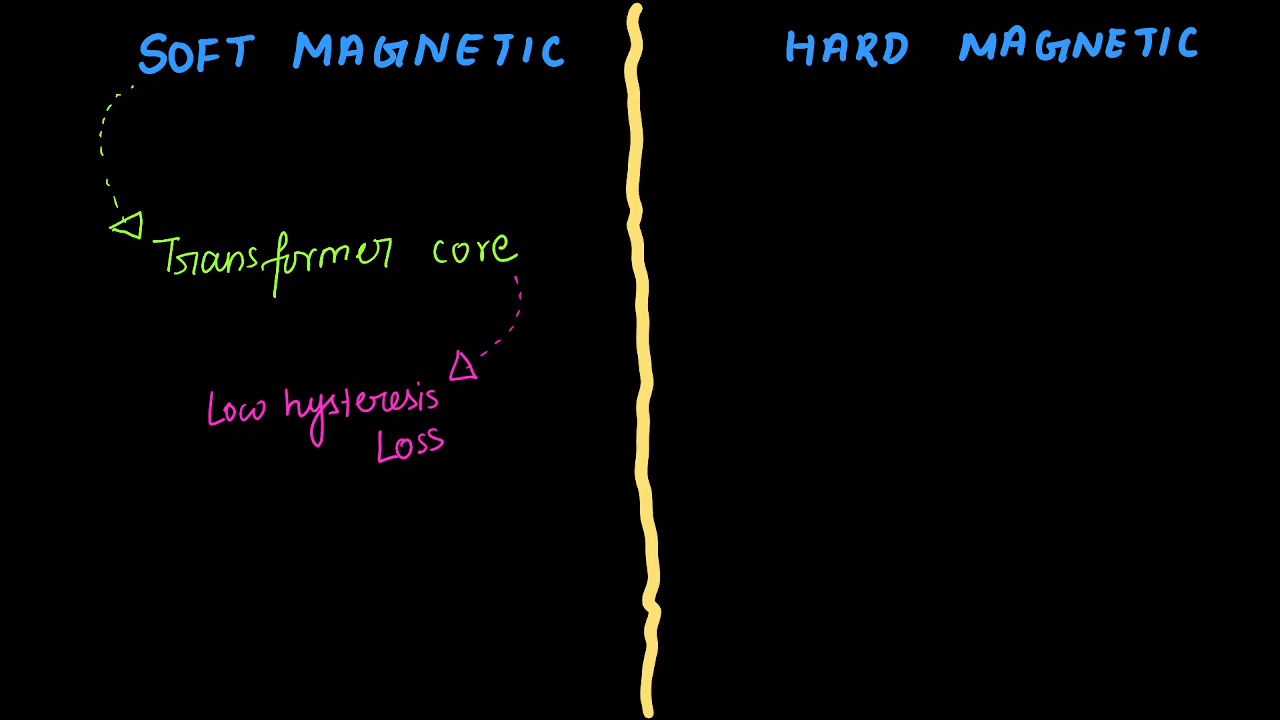 SOFT MAGNETIC
HARD MAGNETIC
Transformer core
Low hysteresis
Loss